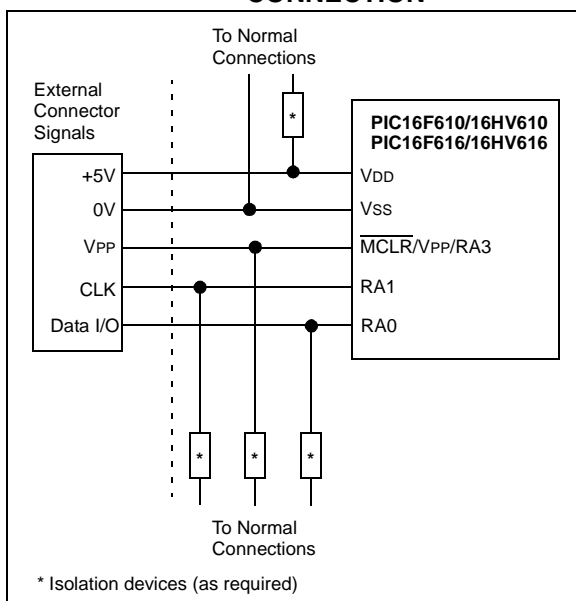 CONNECTION
To Normal
Connections
External
Connector
Signals
*
PIC16F610/16HV610
PIC16F616/16HV616
+5V
VDD
0V
VSS
VPP
MCLR/VPP/RA3
CLK
RA1
Data I/O
RA0
* * *
To Normal
Connections
* Isolation devices (as required)